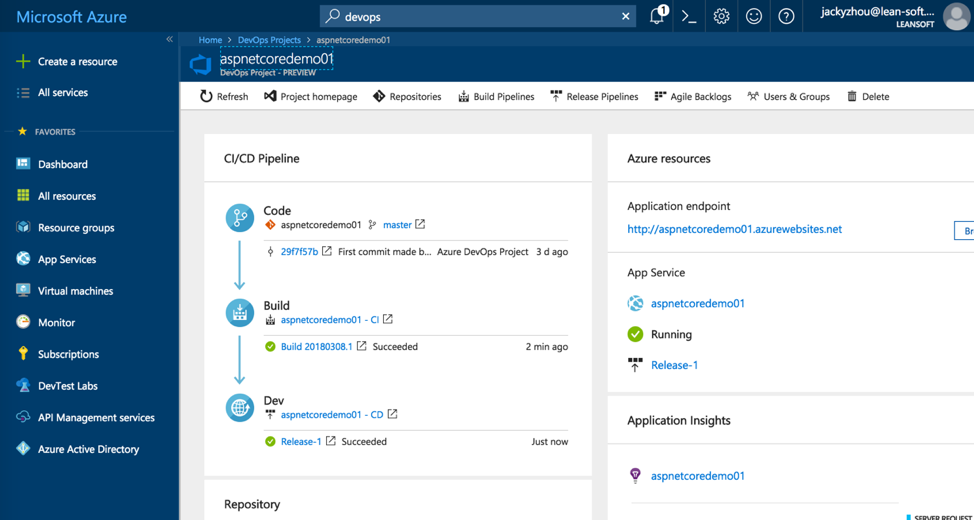 Microsoft Azure
devops
1
jackyzhou@lean-soft....
LEANSOFT
Create a resource
All services
FAVORITES
Dashboard
All resources
Resource groups
App Services
Virtual machines
Monitor
Subscriptions
DevTest Labs
API Management services
Azure Active Directory
Home > DevOps Projects > aspnetcoredemo01
aspnetcoredemo01
DevOps Project - PREVIEW
Refresh Project homepage Repositories Build Pipelines Release Pipelines Agile Backlogs Users & Groups Delete
CI/CD Pipeline
Code
aspnetcoredemo01 master
29f7f57b First commit made b... Azure DevOps Project 3 d ago
Build
aspnetcoredemo01 - CI
Build 20180308.1 Succeeded 2 min ago
Dev
aspnetcoredemo01 - CD
Release-1 Succeeded Just now
Repository
Azure resources
Application endpoint
http://aspnetcoredemo01.azurewebsites.net
Br
App Service
aspnetcoredemo01
Running
Release-1
Application Insights
aspnetcoredemo01
SERVER REQUEST